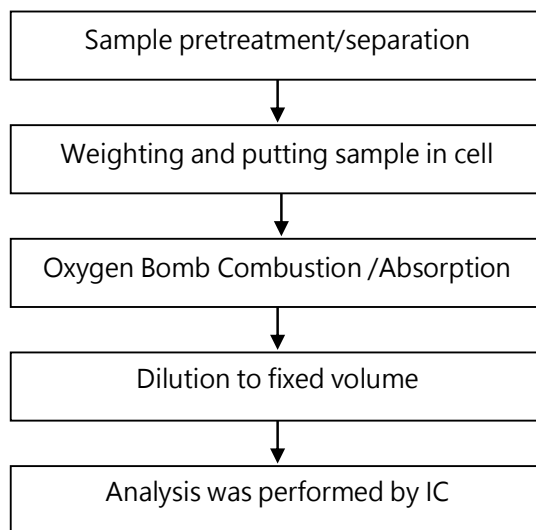 Sample pretreatment/separation
Weighting and putting sample in cell
Oxygen Bomb Combustion /Absorption
Dilution to fixed volume
Analysis was performed by IC